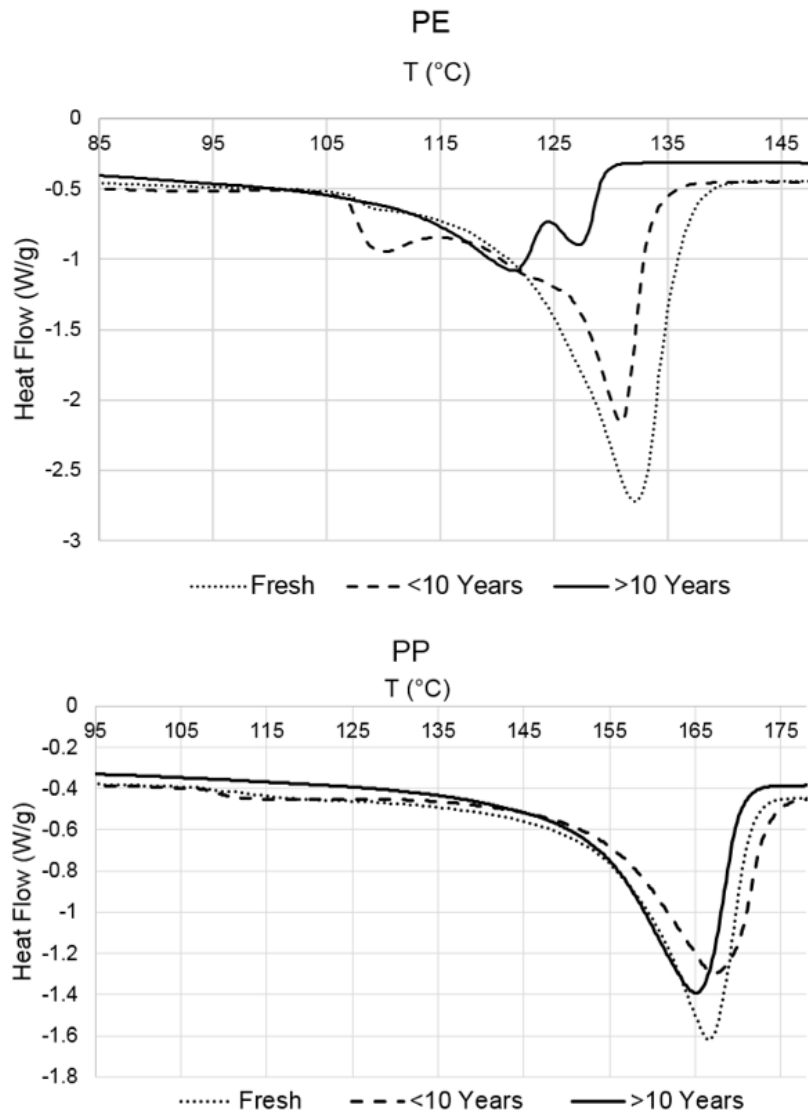 PE
T (°C)
0
85 95 105 115 125 135 145
-0.5
-1
-1.5
-2
-2.5
-3
Heat Flow (W/g)
Fresh <10 Years >10 Years
PP
T (°C)
0
95 105 115 125 135 145 155 165 175
-0.2
-0.4
-0.6
-0.8
-1
-1.2
-1.4
-1.6
-1.8
Heat Flow (W/g)
Fresh <10 Years >10 Years